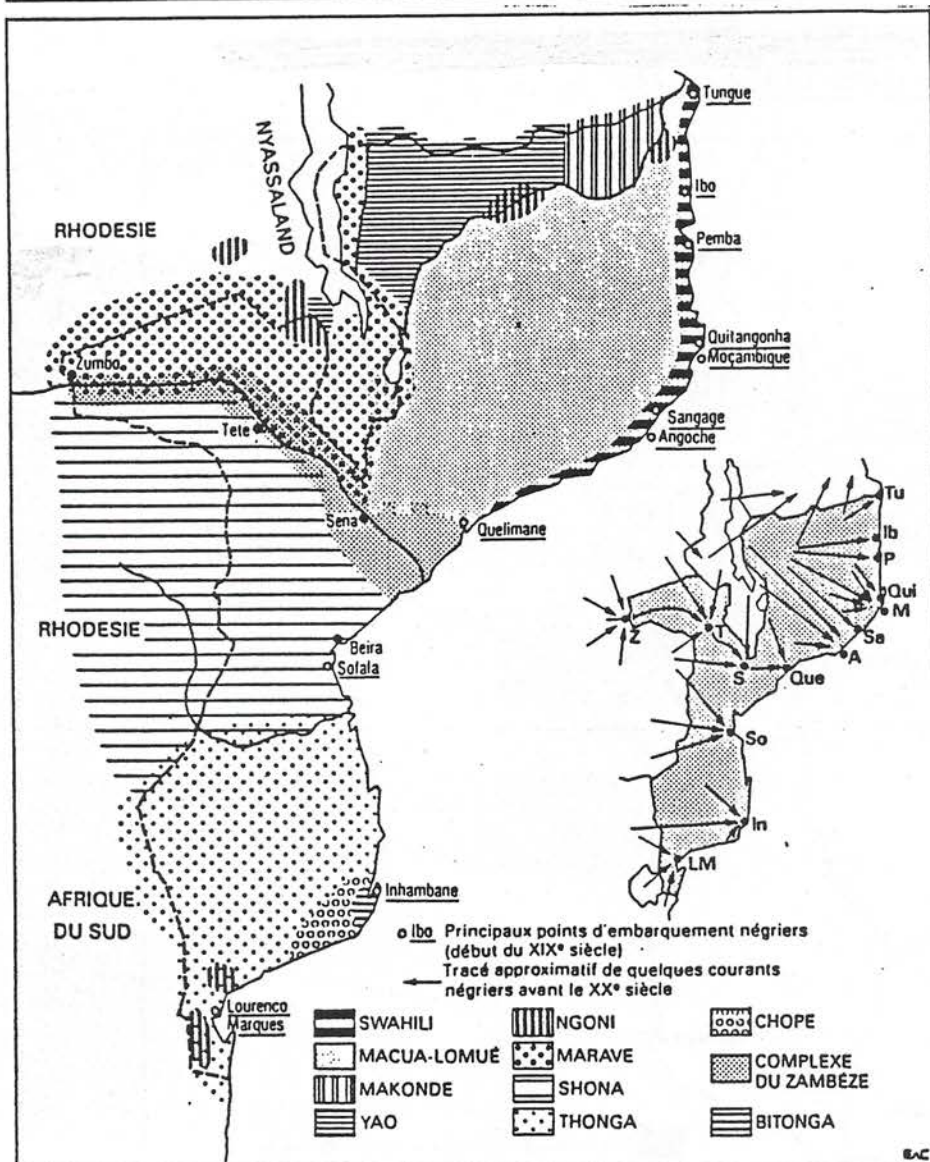 Tungue
NYASSALAND
Ibo
RHODESIE
Pemba
Quitangonha
Moçambique
Zumbo
Sangage
Angoche
Tete
Sena
Quelimane
RHODESIE
Beira
Sofala
AFRIQUE
DU SUD
Inhambane
Lourenco
Marques
Tu
Ib
P
Qui
M
Z
T
Sa
A
S
Que
So
In
LM
Ibo Principaux points d'embarquement négriers
(début du XIXe siècle)
Tracé approximatif de quelques courants
négriers avant le XXe siècle
SWAHILI
NGONI
CHOPE
MACUA-LOMUÉ
MARAVE
COMPLEXE
DU ZAMBÉZE
MAKONDE
SHONA
YAO
THONGA
BITONGA